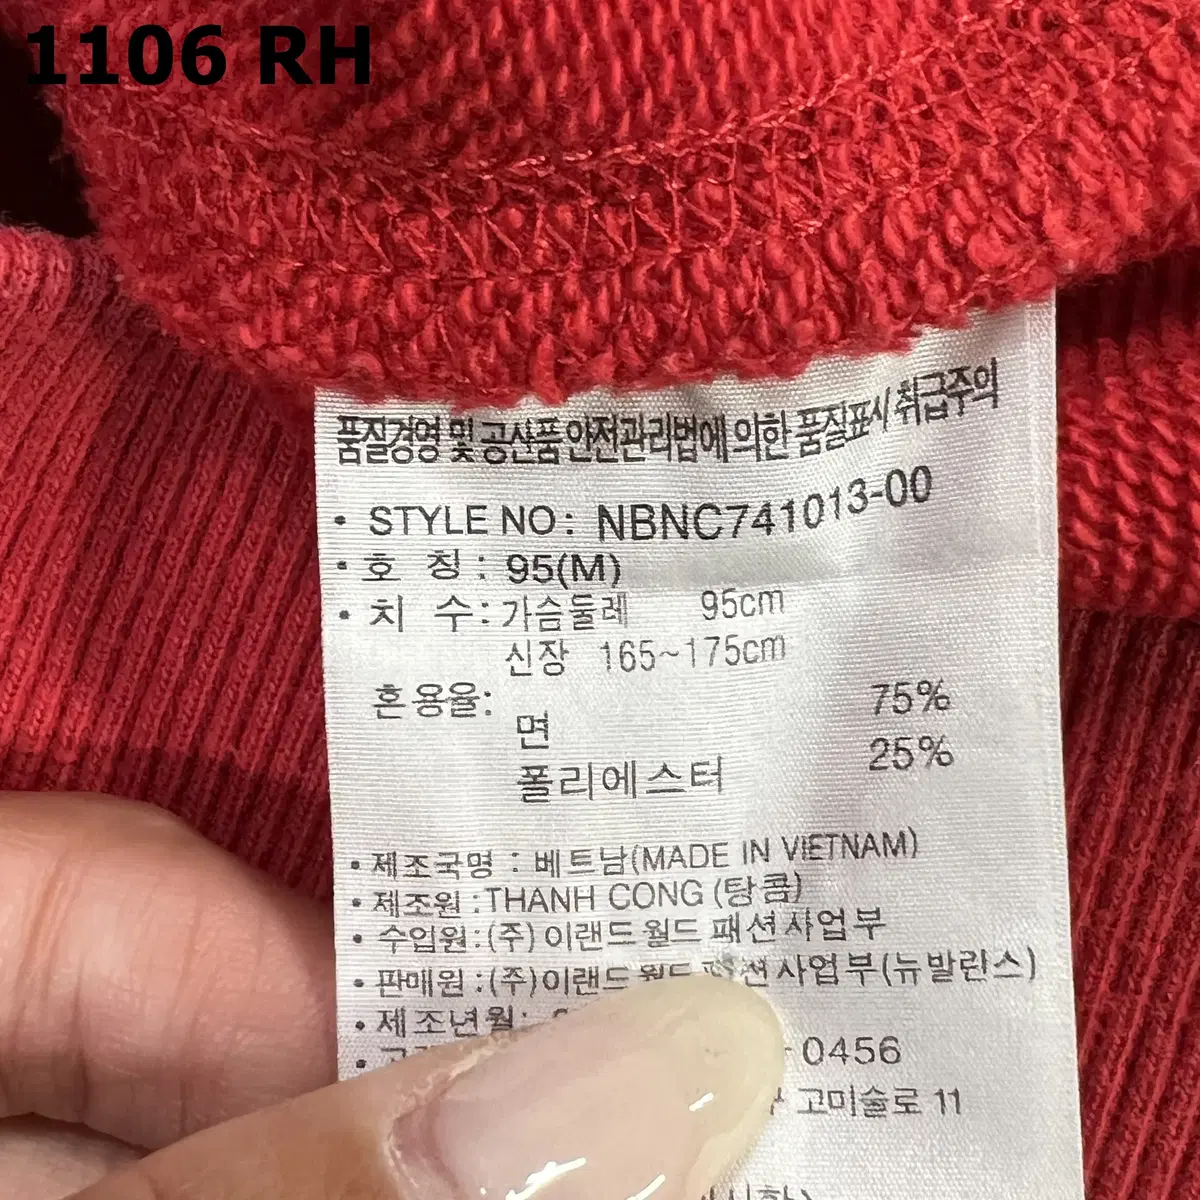 1106 RH
품질경영 및 공산품안전관리법에 의한 품질표시 취급주의
• STYLE NO: NBNC741013-00
• 호 칭: 95(M)
• 치 수: 가슴둘레 95cm
신장 165~175cm
혼용율:
면 75%
폴리에스터 25%
• 제조국명 : 베트남(MADE IN VIETNAM)
• 제조원 :THANH CONG (탕콤)
• 수입원:(주) 이랜드월드 패션사업부
• 판매원 :(주)이랜드월드 패션사업부(뉴발란스)
• 제조년월:
-0456
고미술로 11